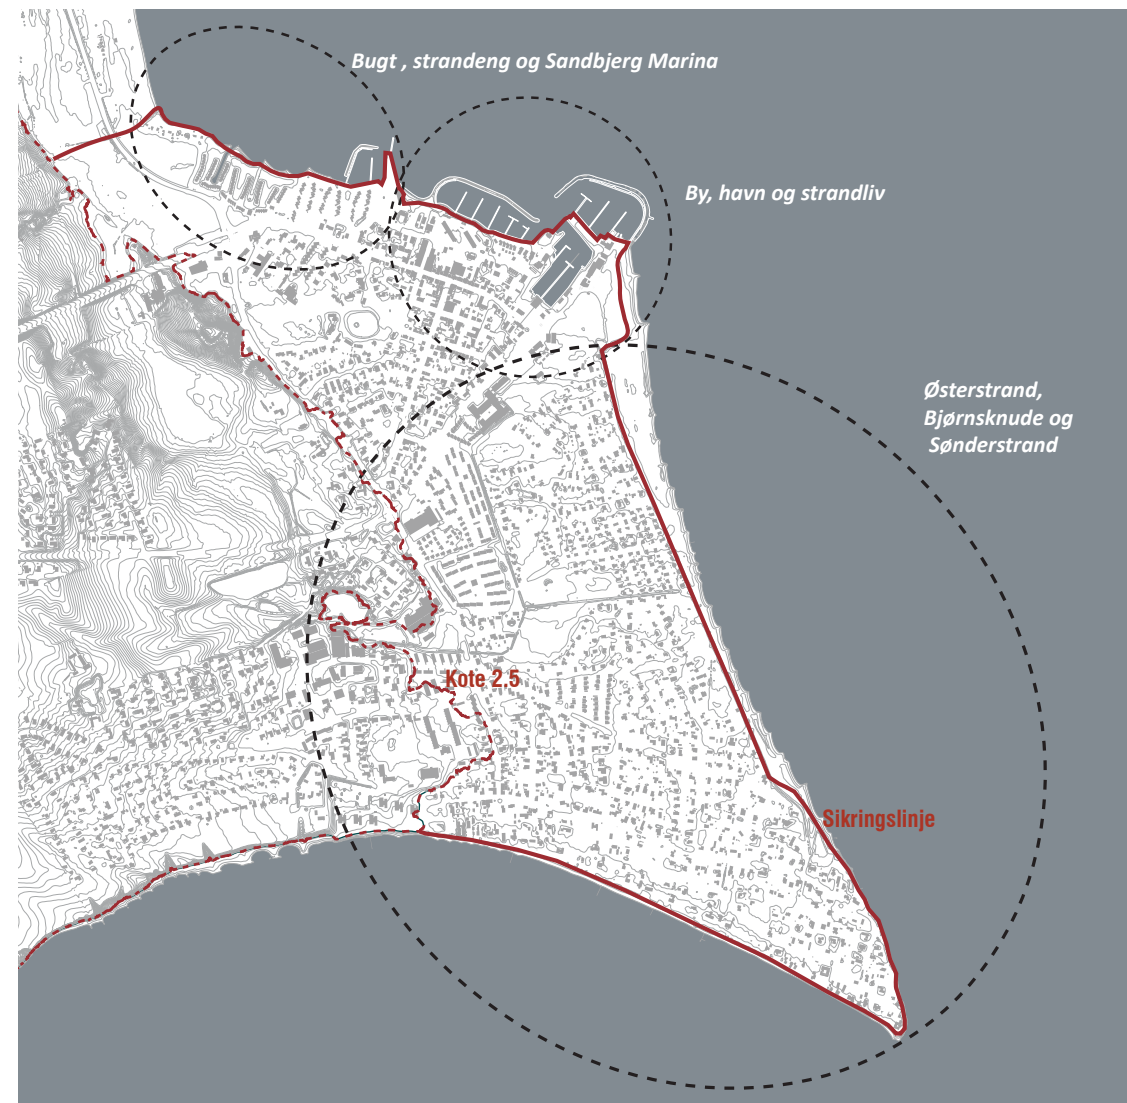 Bugt , strandeng og Sandbjerg Marina
By, havn og strandliv
Østerstrand,
Bjørnsknude og
Sønderstrand
Kote 2.5
Sikringslinje